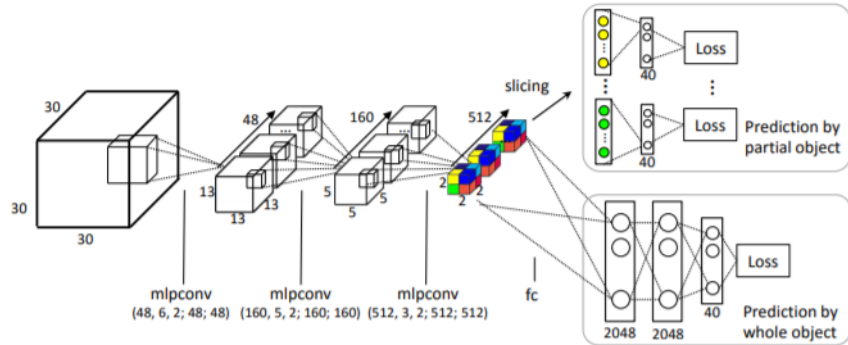 30
30
30
13
13
13
48
mlpconv
(48, 6, 2; 48; 48)
5
5
5
160
mlpconv
(160, 5, 2; 160; 160)
2
2
2
512
mlpconv
(512, 3, 2; 512; 512)
slicing
fc
40
Loss
...
40
Loss
Prediction by
partial object
2048
2048
40
Loss
Prediction by
whole object